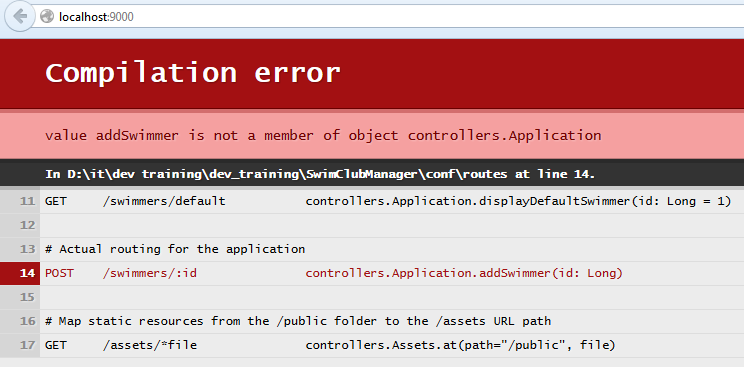 localhost:9000
Compilation error
value addSwimmer is not a member of object controllers.Application
In D:\it\dev training\dev_training\SwimClubManager\conf\routes at line 14.
11 GET /swimmers/default controllers.Application.displayDefaultSwimmer(id: Long = 1)
12
13 # Actual routing for the application
14 POST /swimmers/:id controllers.Application.addSwimmer(id: Long)
15
16 # Map static resources from the /public folder to the /assets URL path
17 GET /assets/*file controllers.Assets.at(path="/public", file)